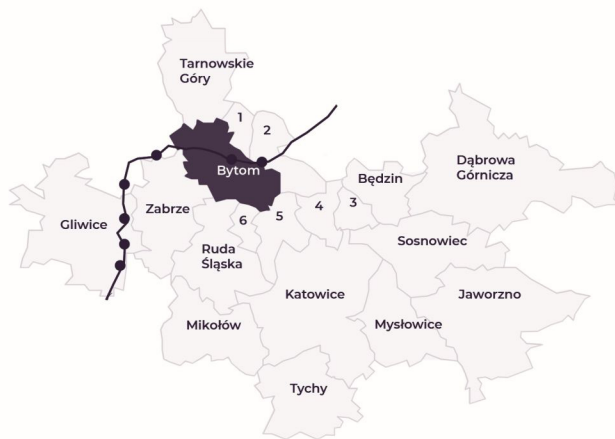 Tarnowskie
Góry
1
2
Bytom
Będzin
Dąbrowa
Górnicza
Zabrze
3
4
5
6
Gliwice
Ruda
Śląska
Sosnowiec
Katowice
Jaworzno
Mikołów
Mysłowice
Tychy